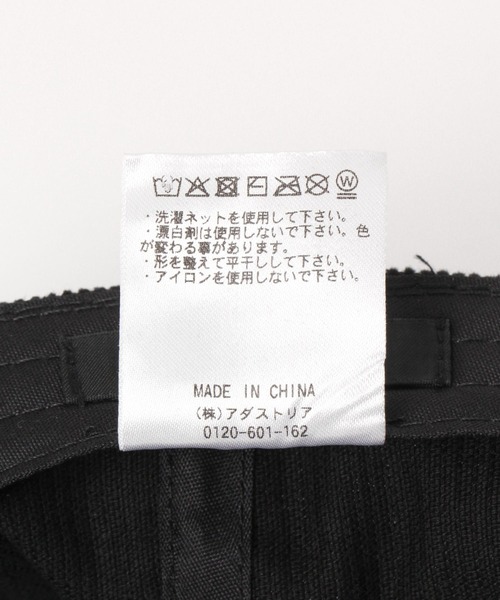 W
・洗濯ネットを使用して下さい。
・漂白剤は使用しないで下さい。色
が変わる事があります。
・形を整えて平干しして下さい。
・アイロンを使用しないで下さい。
MADE IN CHINA
(株)アダストリア
0120-601-162